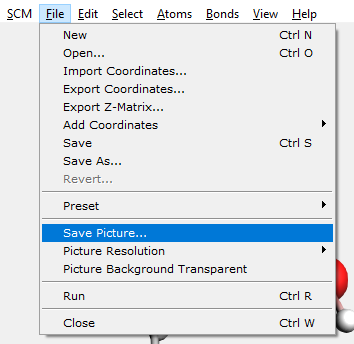 SCM File Edit Select Atoms Bonds View Help
New Ctrl N
Open... Ctrl O
Import Coordinates...
Export Coordinates...
Export Z-Matrix...
Add Coordinates
Save Ctrl S
Save As...
Revert...
Preset
Save Picture...
Picture Resolution
Picture Background Transparent
Run Ctrl R
Close Ctrl W